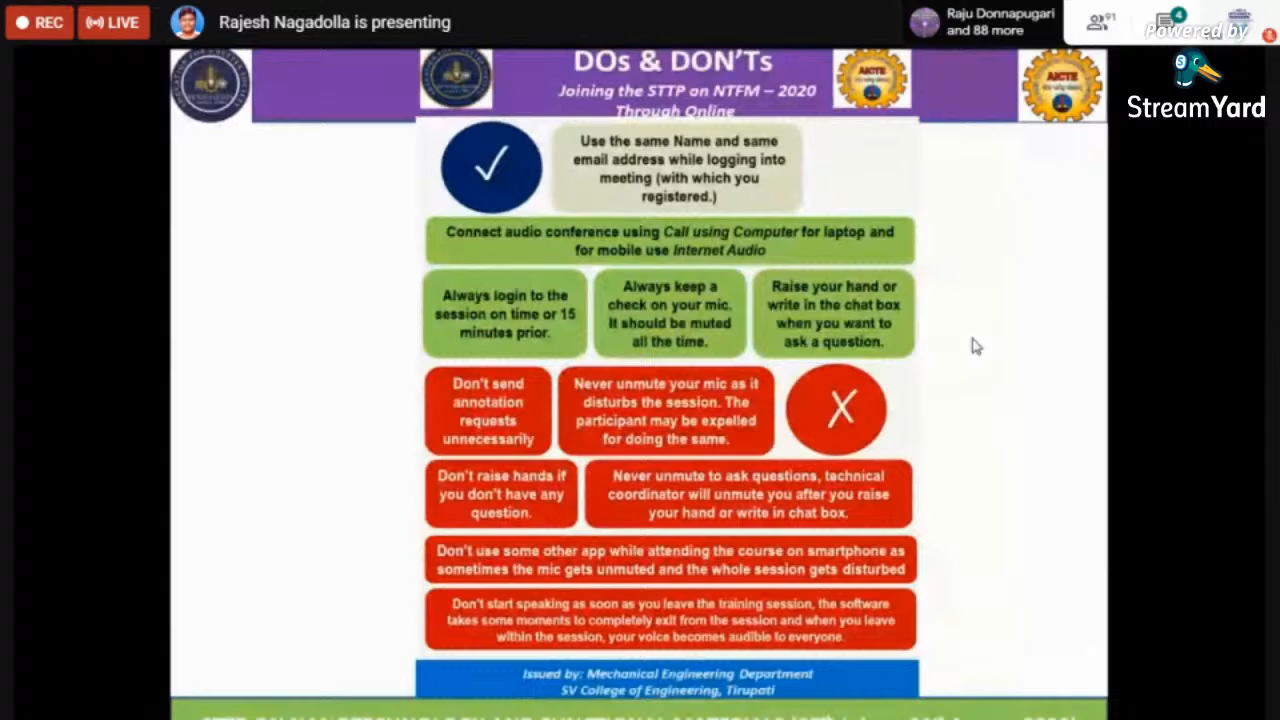 REC
LIVE
Rajesh Nagadolla is presenting
Raju Donnapugari
and 88 more
91
4
Powered by
StreamYard
DOs & DON'Ts
Joining the STTP on NTFM – 2020
Through Online
AICTE
AICTE
Use the same Name and same
email address while logging into
meeting (with which you
registered.)
Connect audio conference using Call using Computer for laptop and
for mobile use Internet Audio
Always login to the
session on time or 15
minutes prior.
Always keep a
check on your mic.
It should be muted
all the time.
Raise your hand or
write in the chat box
when you want to
ask a question.
Don't send
annotation
requests
unnecessarily
Never unmute your mic as it
disturbs the session. The
participant may be expelled
for doing the same.
X
Don't raise hands if
you don't have any
question.
Never unmute to ask questions, technical
coordinator will unmute you after you raise
your hand or write in chat box.
Don't use some other app while attending the course on smartphone as
sometimes the mic gets unmuted and the whole session gets disturbed
Don't start speaking as soon as you leave the training session, the software
takes some moments to completely exit from the session and when you leave
within the session, your voice becomes audible to everyone.
Issued by: Mechanical Engineering Department
SV College of Engineering, Tirupati